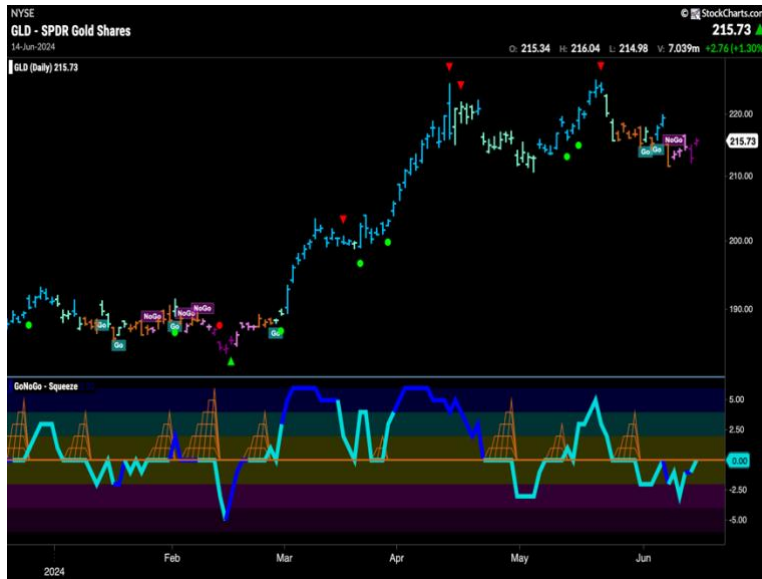 NYSE
© StockCharts.com
GLD - SPDR Gold Shares
215.73
14-Jun-2024
O: 215.34 H: 216.04 L: 214.98 V: 7.039m +2.76 (+1.30%)
GLD (Daily) 215.73
220.00
215.73
210.00
200.00
190.00
Go
Go
NoGo
Go
NoGo
NoGo
Go
Go
Go
NoGo
GoNoGo - Squeeze
5.00
2.50
0.00
-2.50
-5.00
Feb Mar Apr May Jun
2024